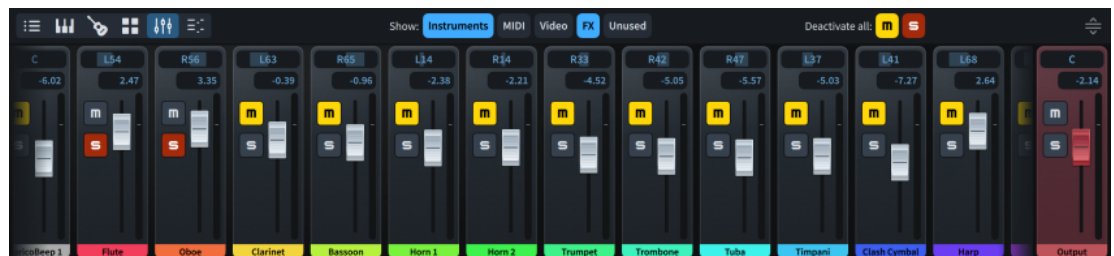 Show: Instruments MIDI Video FX Unused Deactivate all: m S
C L54 R56 L63 R65 L14 R14 R33 R42 R47 L37 L41 L68 C
-6.02 2.47 3.35 -0.39 -0.96 -2.38 -2.21 -4.52 -5.05 -5.57 -5.03 -7.27 2.64 -2.14
m m m m m m m m m m m m m m
S S S S S S S S S S S S S S
ricoBeep 1 Flute Oboe Clarinet Bassoon Horn 1 Horn 2 Trumpet Trombone Tuba Timpani Clash Cymbal Harp Output